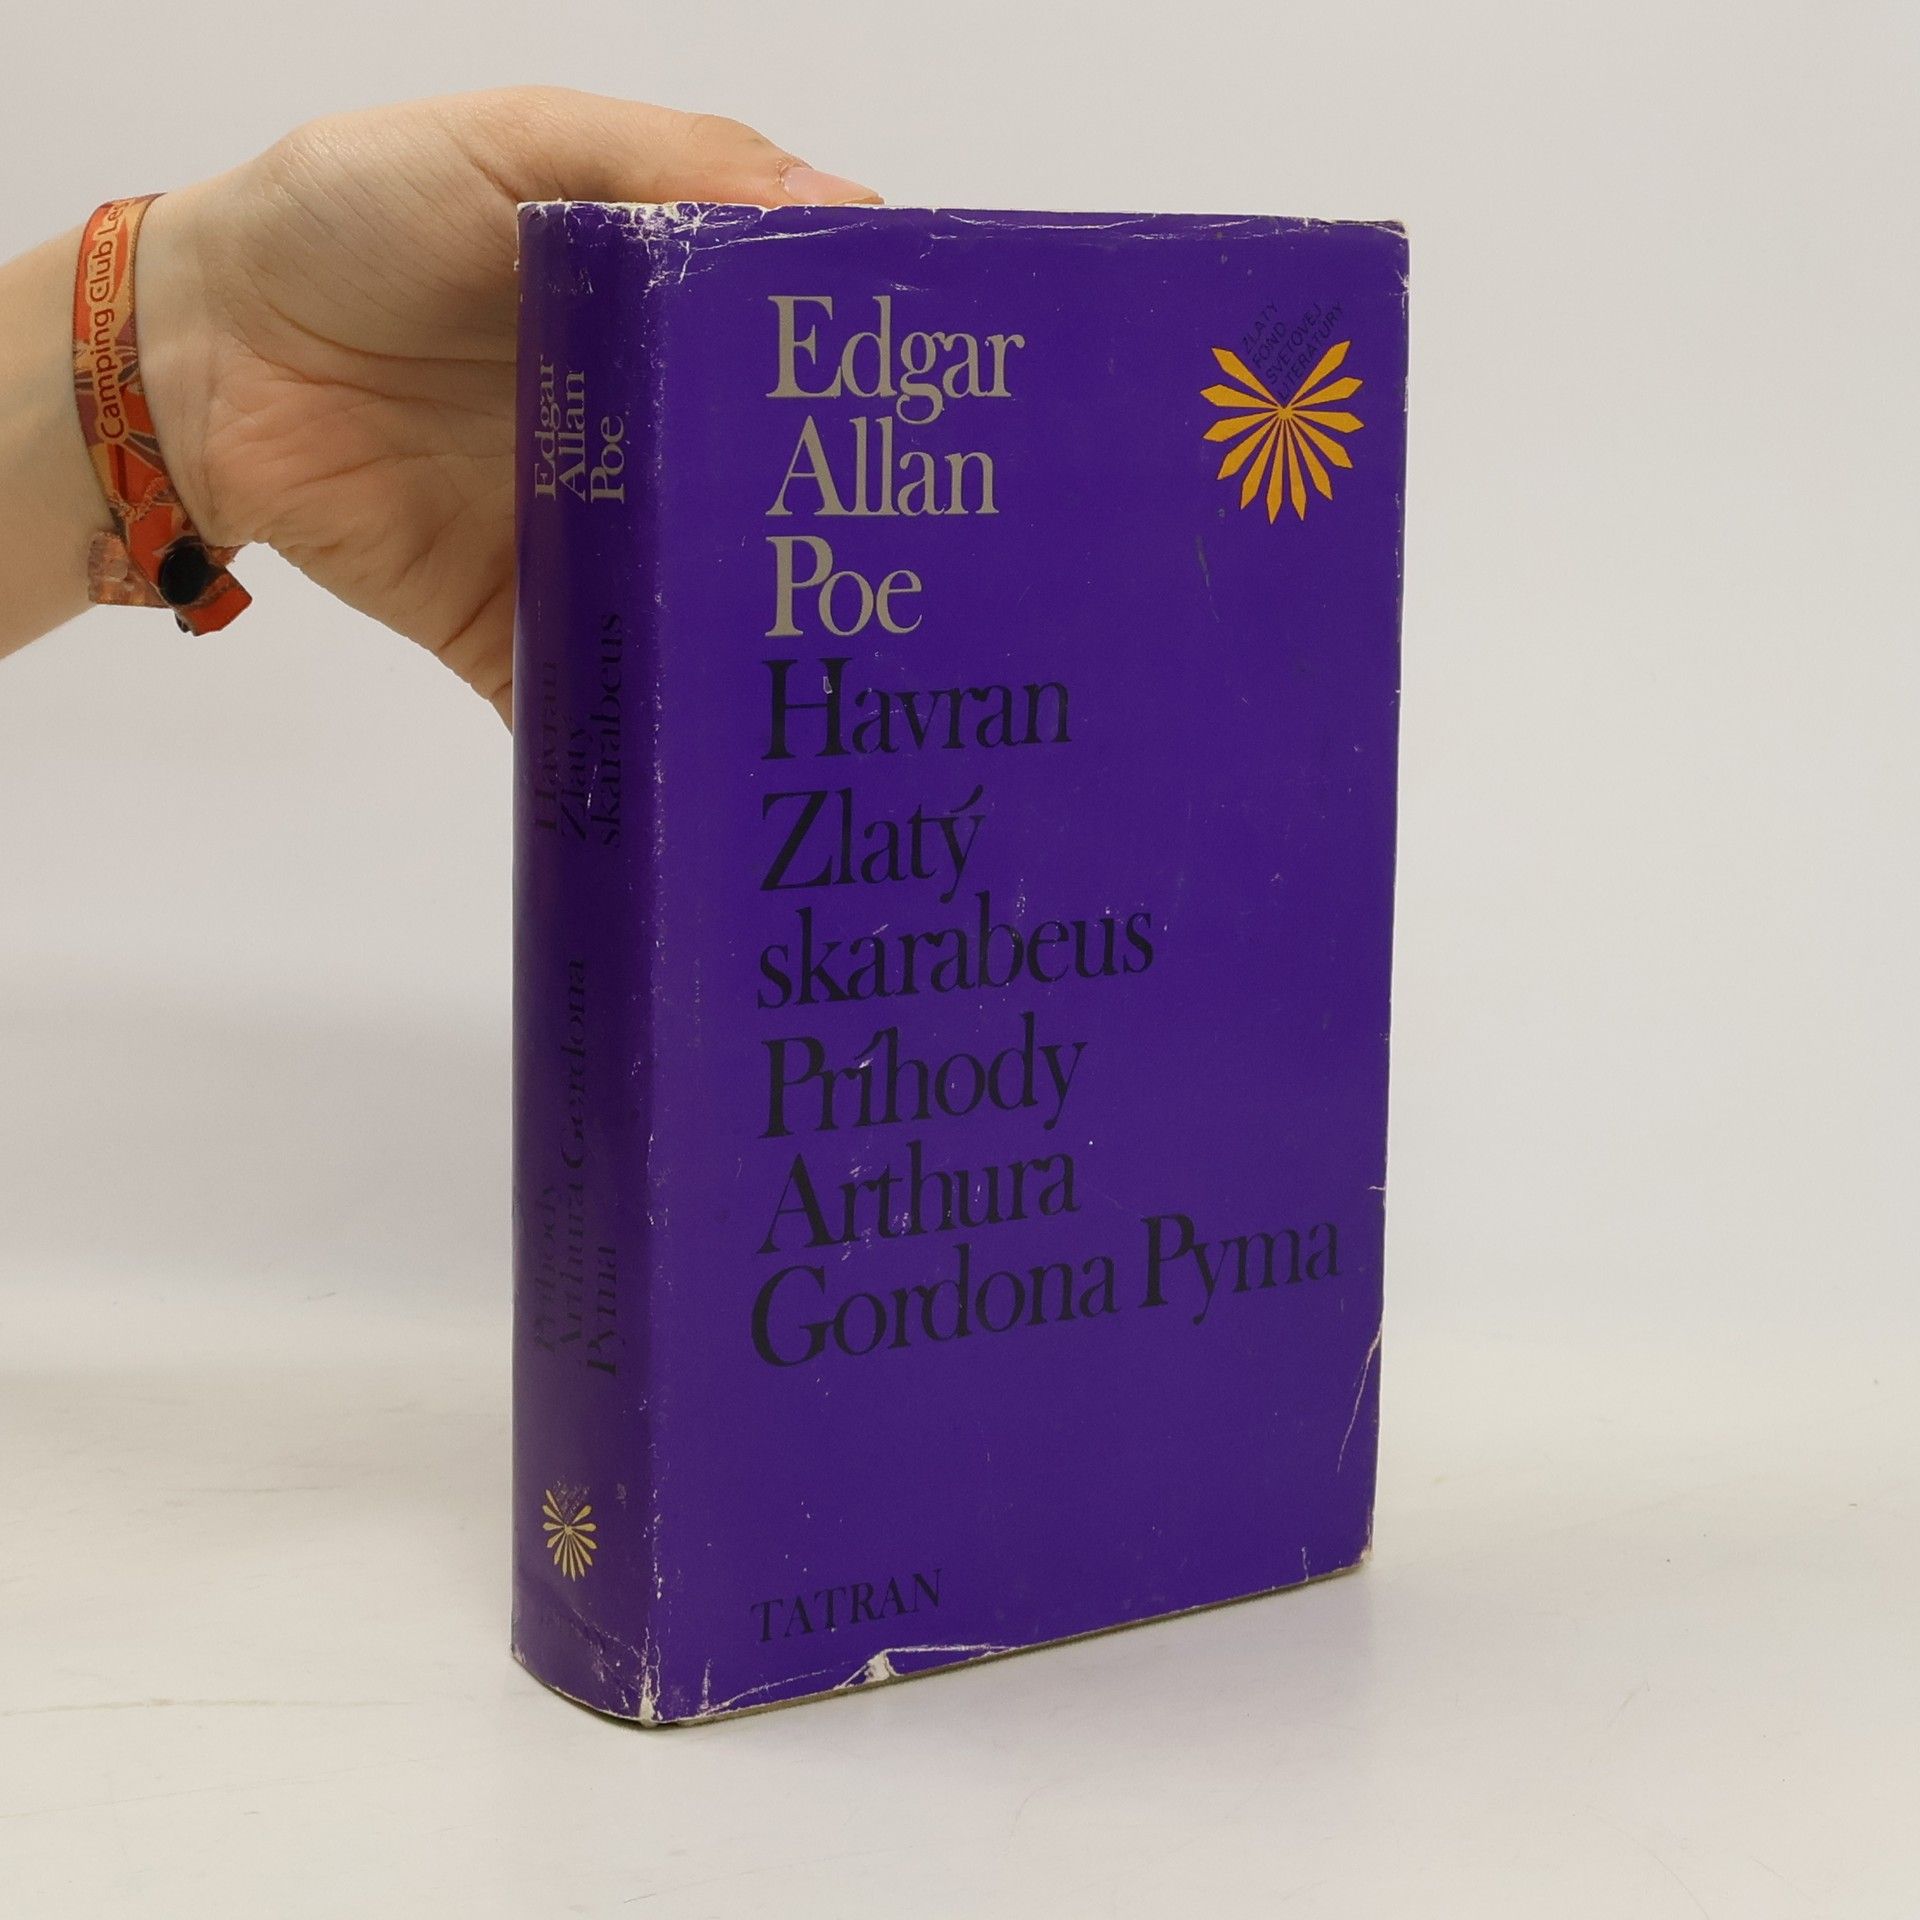 Camping Club Le
Edgar
Allan
Poe
Havran
Zlatý
skarabeus
Príhody
Arthura Gordona
Pyma
Edgar
Allan
Poe
Havran
Zlatý
skarabeus
Príhody
Arthura
Gordona Pyma
TATRAN
ZLATÝ
FOND
SVETOVEJ
LITERATÚRY